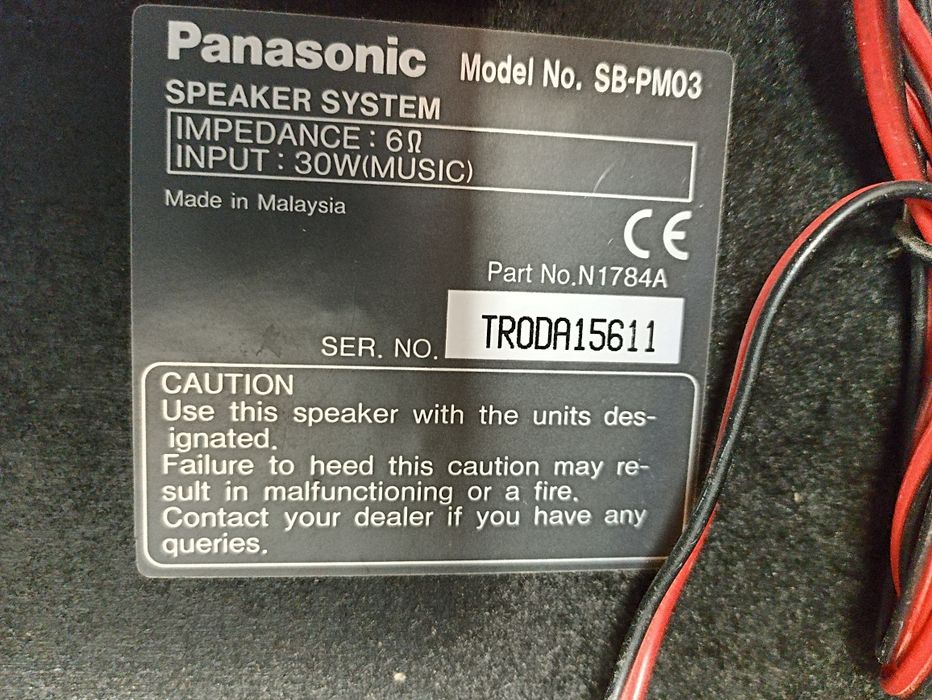 Panasonic Model No. SB-PM03
SPEAKER SYSTEM
IMPEDANCE : 6Ω
INPUT : 30W(MUSIC)
Made in Malaysia
CE
Part No.N1784A
SER. NO. TRODA15611
CAUTION
Use this speaker with the units des-
ignated.
Failure to heed this caution may re-
sult in malfunctioning or a fire.
Contact your dealer if you have any
queries.